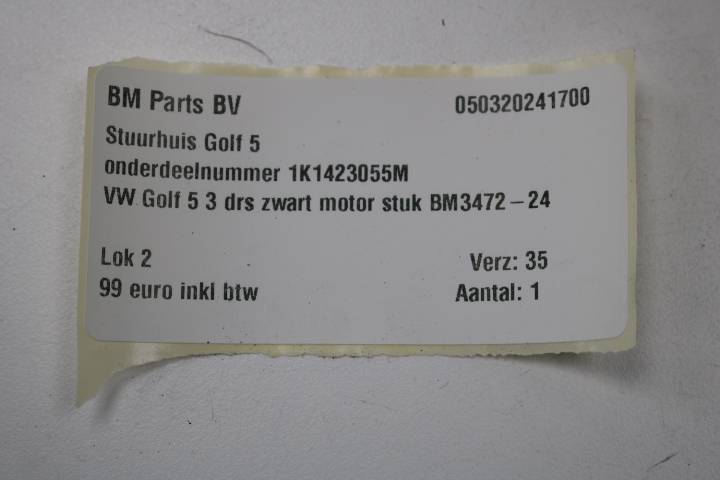 BM Parts BV 050320241700
Stuurhuis Golf 5
onderdeelnummer 1K1423055M
VW Golf 5 3 drs zwart motor stuk BM3472-24
Lok 2 Verz: 35
99 euro inkl btw Aantal: 1